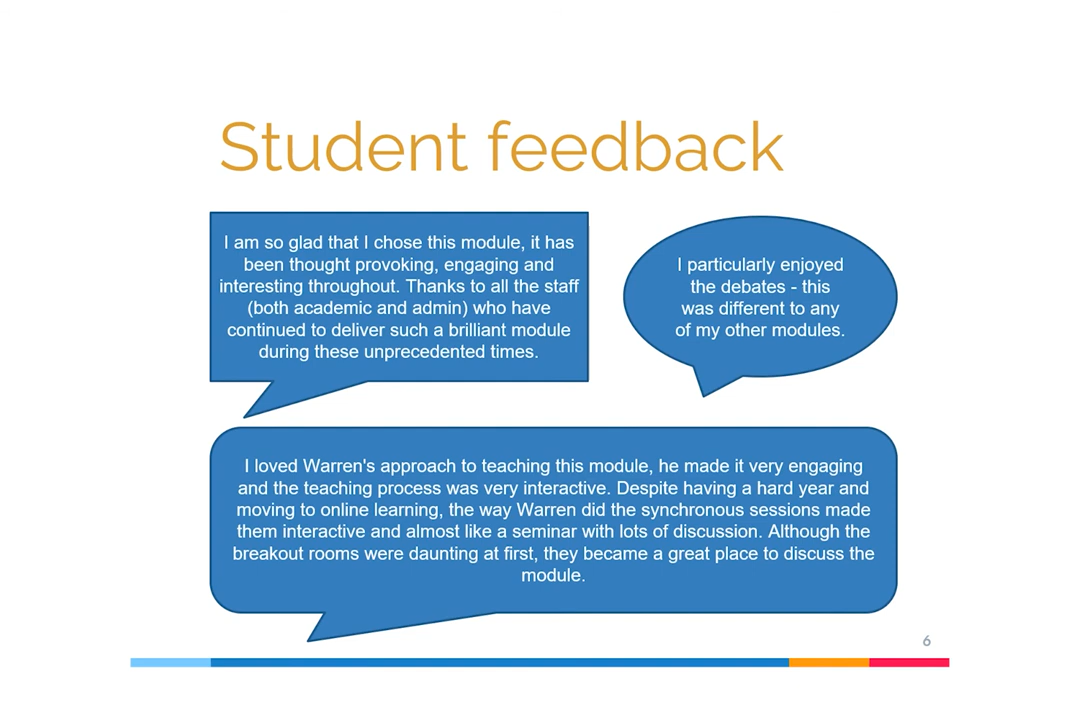 Student feedback
I am so glad that I chose this module, it has
been thought provoking, engaging and
interesting throughout. Thanks to all the staff
(both academic and admin) who have
continued to deliver such a brilliant module
during these unprecedented times.
I particularly enjoyed
the debates - this
was different to any
of my other modules.
I loved Warren's approach to teaching this module, he made it very engaging
and the teaching process was very interactive. Despite having a hard year and
moving to online learning, the way Warren did the synchronous sessions made
them interactive and almost like a seminar with lots of discussion. Although the
breakout rooms were daunting at first, they became a great place to discuss the
module.
6